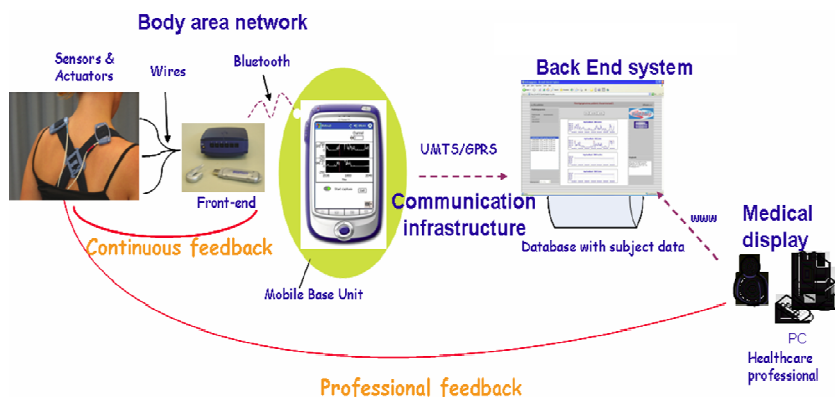 Body area network
Sensors &
Actuators
Wires
Bluetooth
Back End system
UMTS/GPRS
Front-end
Communication
infrastructure
www
Medical
display
Continuous feedback
Database with subject data
Mobile Base Unit
PC
Healthcare
professional
Professional feedback